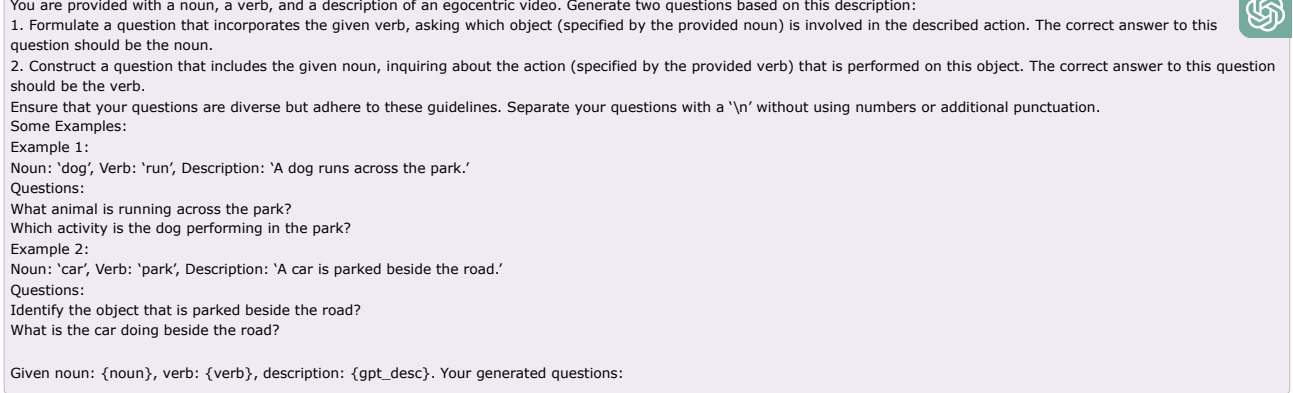 You are provided with a noun, a verb, and a description of an egocentric video. Generate two questions based on this description:
1. Formulate a question that incorporates the given verb, asking which object (specified by the provided noun) is involved in the described action. The correct answer to this
question should be the noun.
2. Construct a question that includes the given noun, inquiring about the action (specified by the provided verb) that is performed on this object. The correct answer to this question
should be the verb.
Ensure that your questions are diverse but adhere to these guidelines. Separate your questions with a ‘\n’ without using numbers or additional punctuation.
Some Examples:
Example 1:
Noun: ‘dog’, Verb: ‘run’, Description: ‘A dog runs across the park.’
Questions:
What animal is running across the park?
Which activity is the dog performing in the park?
Example 2:
Noun: ‘car’, Verb: ‘park’, Description: ‘A car is parked beside the road.’
Questions:
Identify the object that is parked beside the road?
What is the car doing beside the road?
Given noun: {noun}, verb: {verb}, description: {gpt_desc}. Your generated questions: